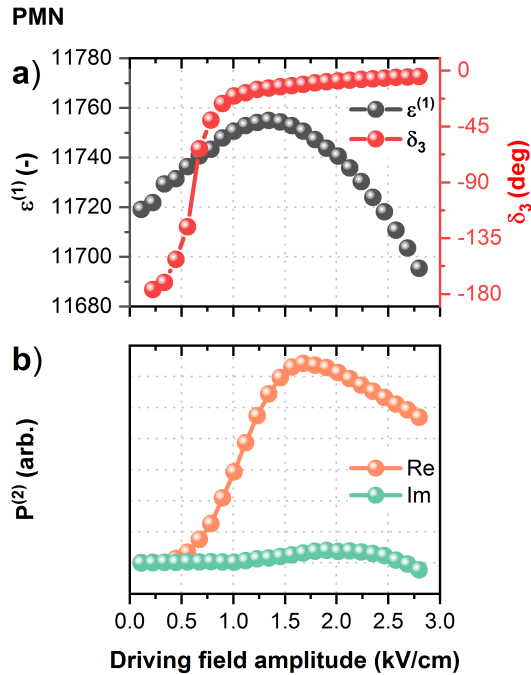 PMN
a)
11780
11760
11740
11720
11700
11680
ε(1) (-)
ε(1)
δ3
0
-45
-90
-135
-180
δ3 (deg)
b)
P(2) (arb.)
Re
Im
0.0 0.5 1.0 1.5 2.0 2.5 3.0
Driving field amplitude (kV/cm)